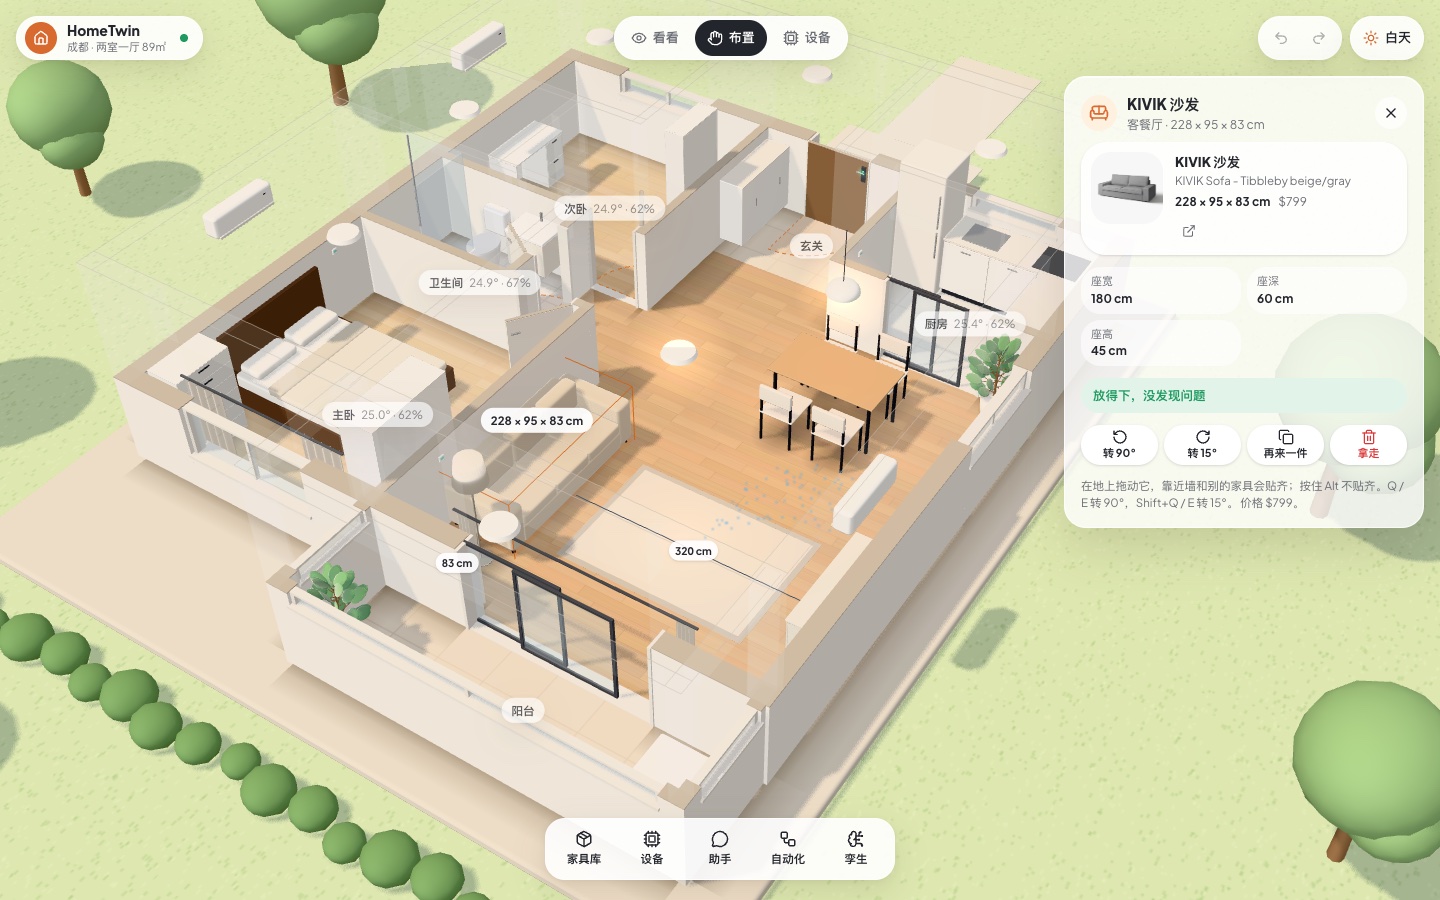 HomeTwin
成都 · 两室一厅 89㎡
看看
布置
设备
白天
KIVIK 沙发
客餐厅 · 228 × 95 × 83 cm
KIVIK 沙发
KIVIK Sofa - Tibbleby beige/gray
228 × 95 × 83 cm $799
座宽
180 cm
座深
60 cm
座高
45 cm
放得下，没发现问题
转 90°
转 15°
再来一件
拿走
在地上拖动它，靠近墙和别的家具会贴齐；按住 Alt 不贴齐。Q /
E 转 90°，Shift+Q / E 转 15°。价格 $799。
次卧 24.9° · 62%
玄关
卫生间 24.9° · 67%
厨房 25.4° · 62%
主卧 25.0° · 62%
228 × 95 × 83 cm
320 cm
83 cm
阳台
家具库
设备
助手
自动化
孪生